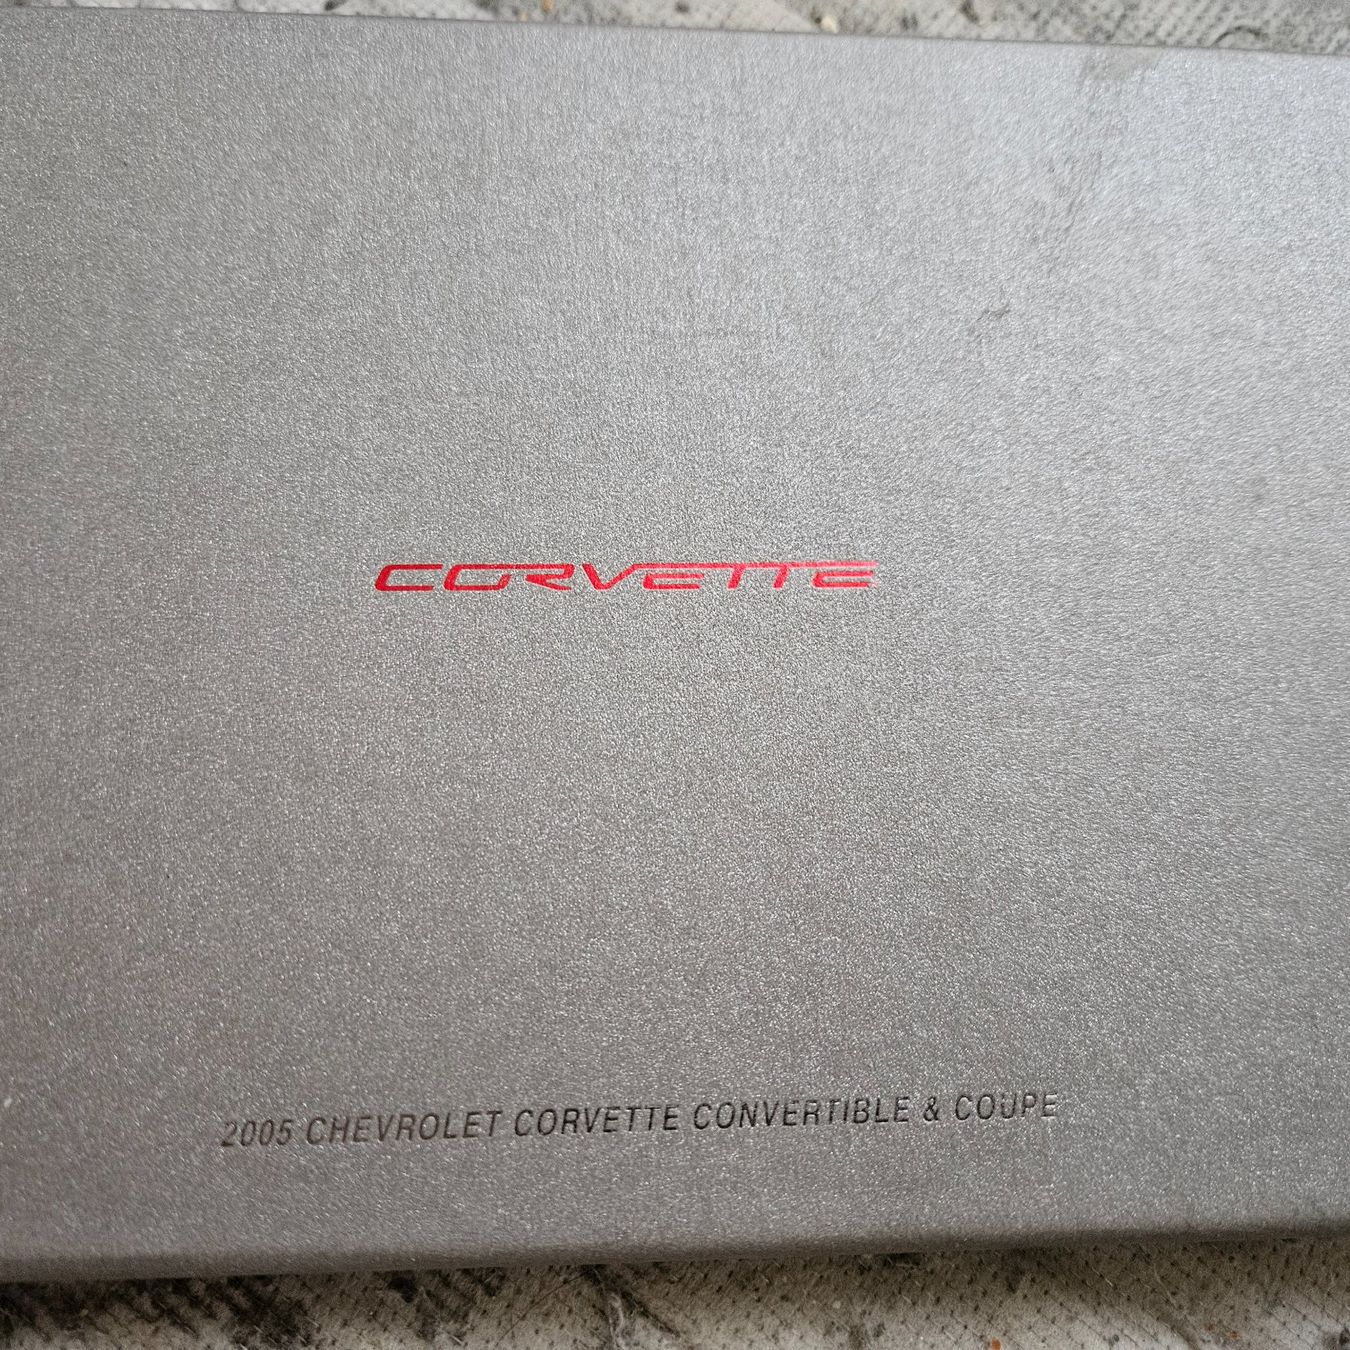 CORVETTE
2005 CHEVROLET CORVETTE CONVERTIBLE & COUPE